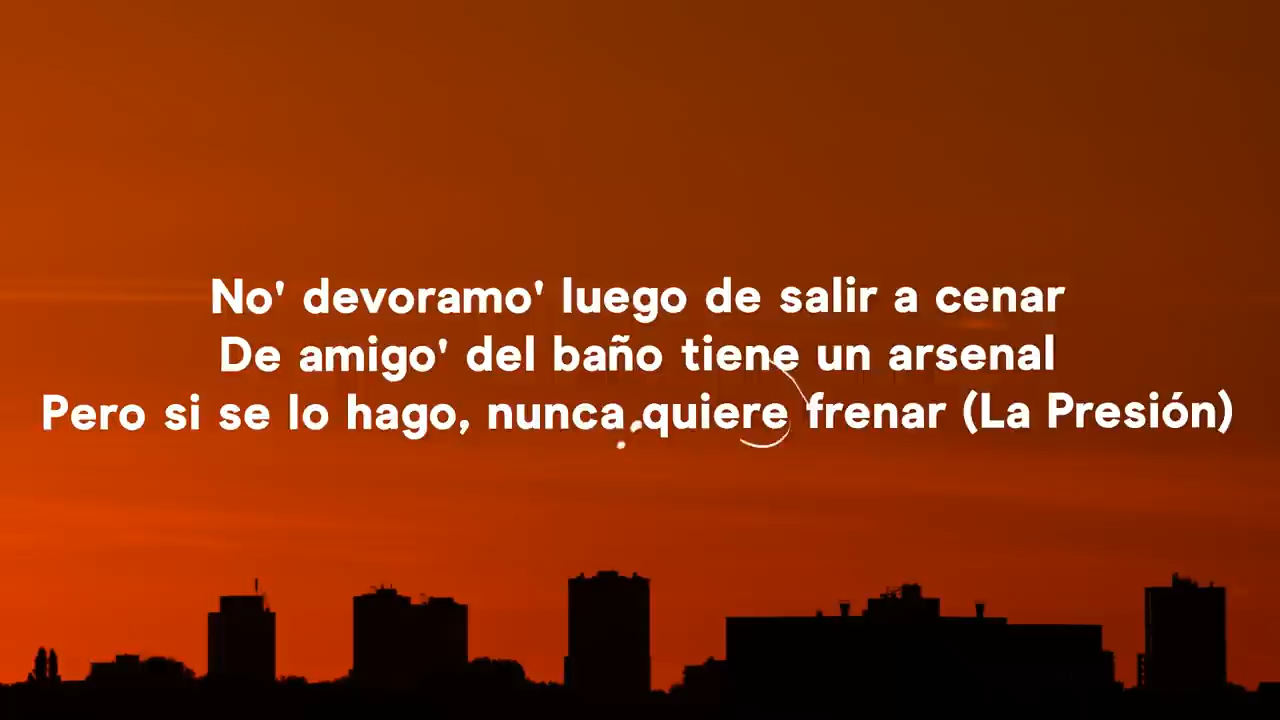 No' devoramo' luego de salir a cenar
De amigo' del baño tiene un arsenal
Pero si se lo hago, nunca quiere frenar (La Presión)